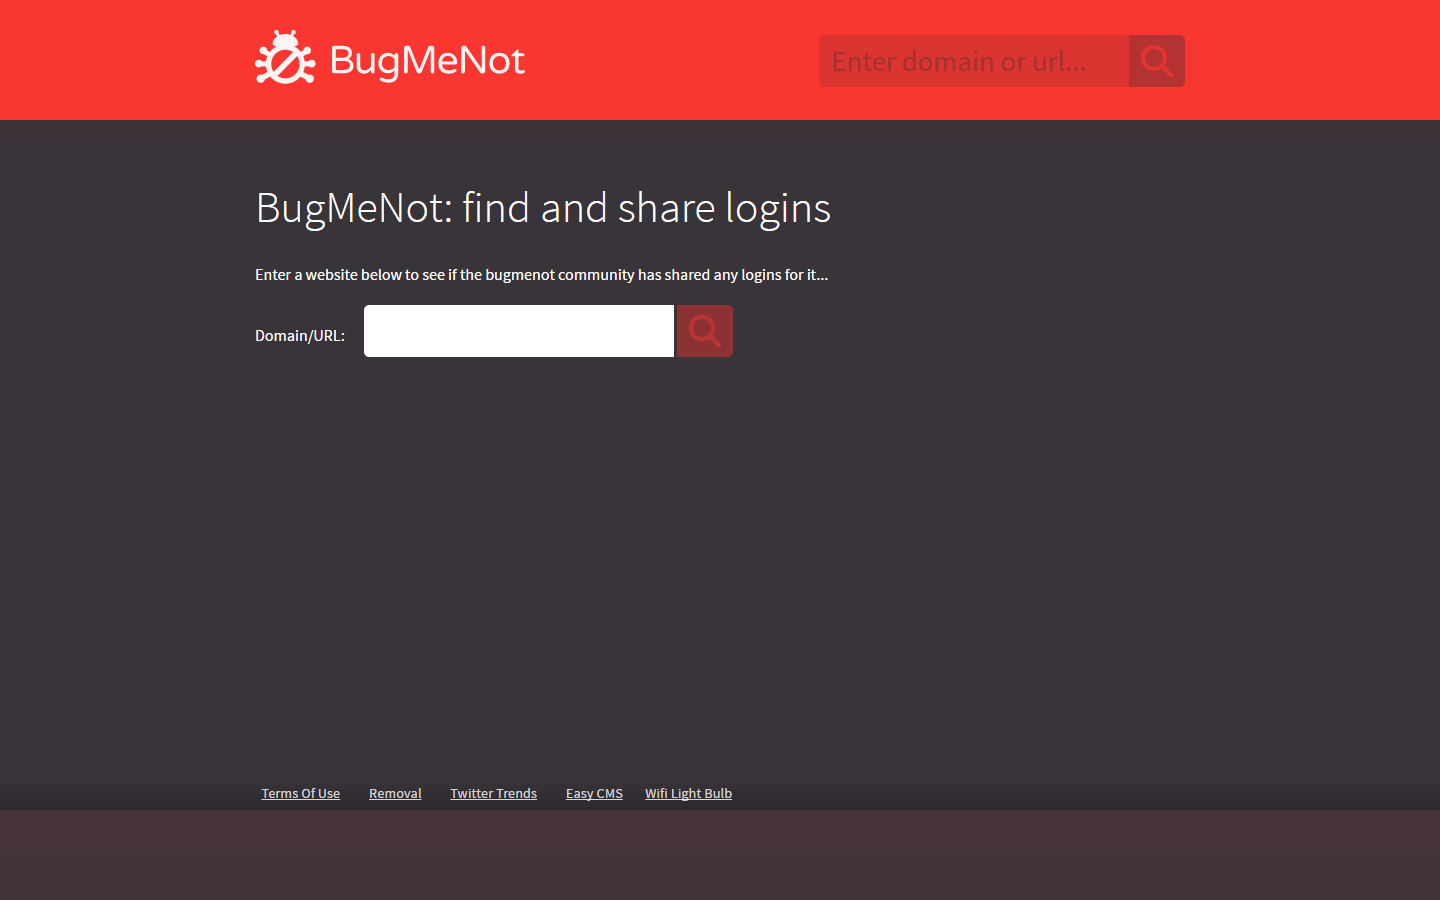 BugMeNot
Enter domain or url...
BugMeNot: find and share logins
Enter a website below to see if the bugmenot community has shared any logins for it...
Domain/URL:
Terms Of Use Removal Twitter Trends Easy CMS Wifi Light Bulb